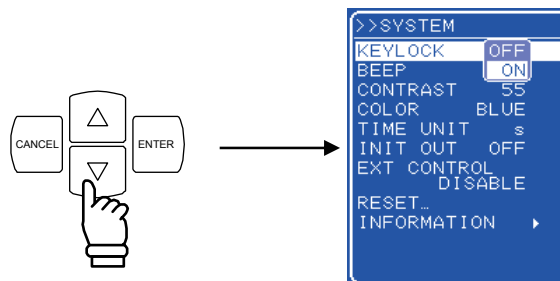 CANCEL
ENTER
>>SYSTEM
KEYLOCK OFF
BEEP ON
CONTRAST 55
COLOR BLUE
TIME UNIT s
INIT OUT OFF
EXT CONTROL
DISABLE
RESET…
INFORMATION